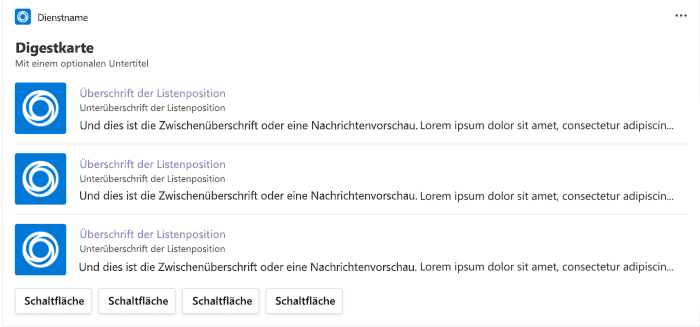 Dienstname
Digestkarte
Mit einem optionalen Untertitel
Überschrift der Listenposition
Unterüberschrift der Listenposition
Und dies ist die Zwischenüberschrift oder eine Nachrichtenvorschau. Lorem ipsum dolor sit amet, consectetur adipiscin...
Überschrift der Listenposition
Unterüberschrift der Listenposition
Und dies ist die Zwischenüberschrift oder eine Nachrichtenvorschau. Lorem ipsum dolor sit amet, consectetur adipiscin...
Überschrift der Listenposition
Unterüberschrift der Listenposition
Und dies ist die Zwischenüberschrift oder eine Nachrichtenvorschau. Lorem ipsum dolor sit amet, consectetur adipiscin...
Schaltfläche Schaltfläche Schaltfläche Schaltfläche